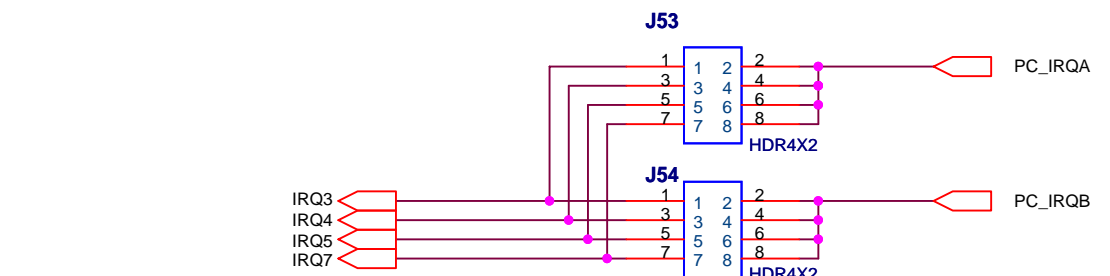 J53
1 1 2 2 PC_IRQA
3 3 4 4
5 5 6 6
7 7 8 8
HDR4X2
J54
IRQ3 1 1 2 2 PC_IRQB
IRQ4 3 3 4 4
IRQ5 5 5 6 6
IRQ7 7 7 8 8
HDR4X2